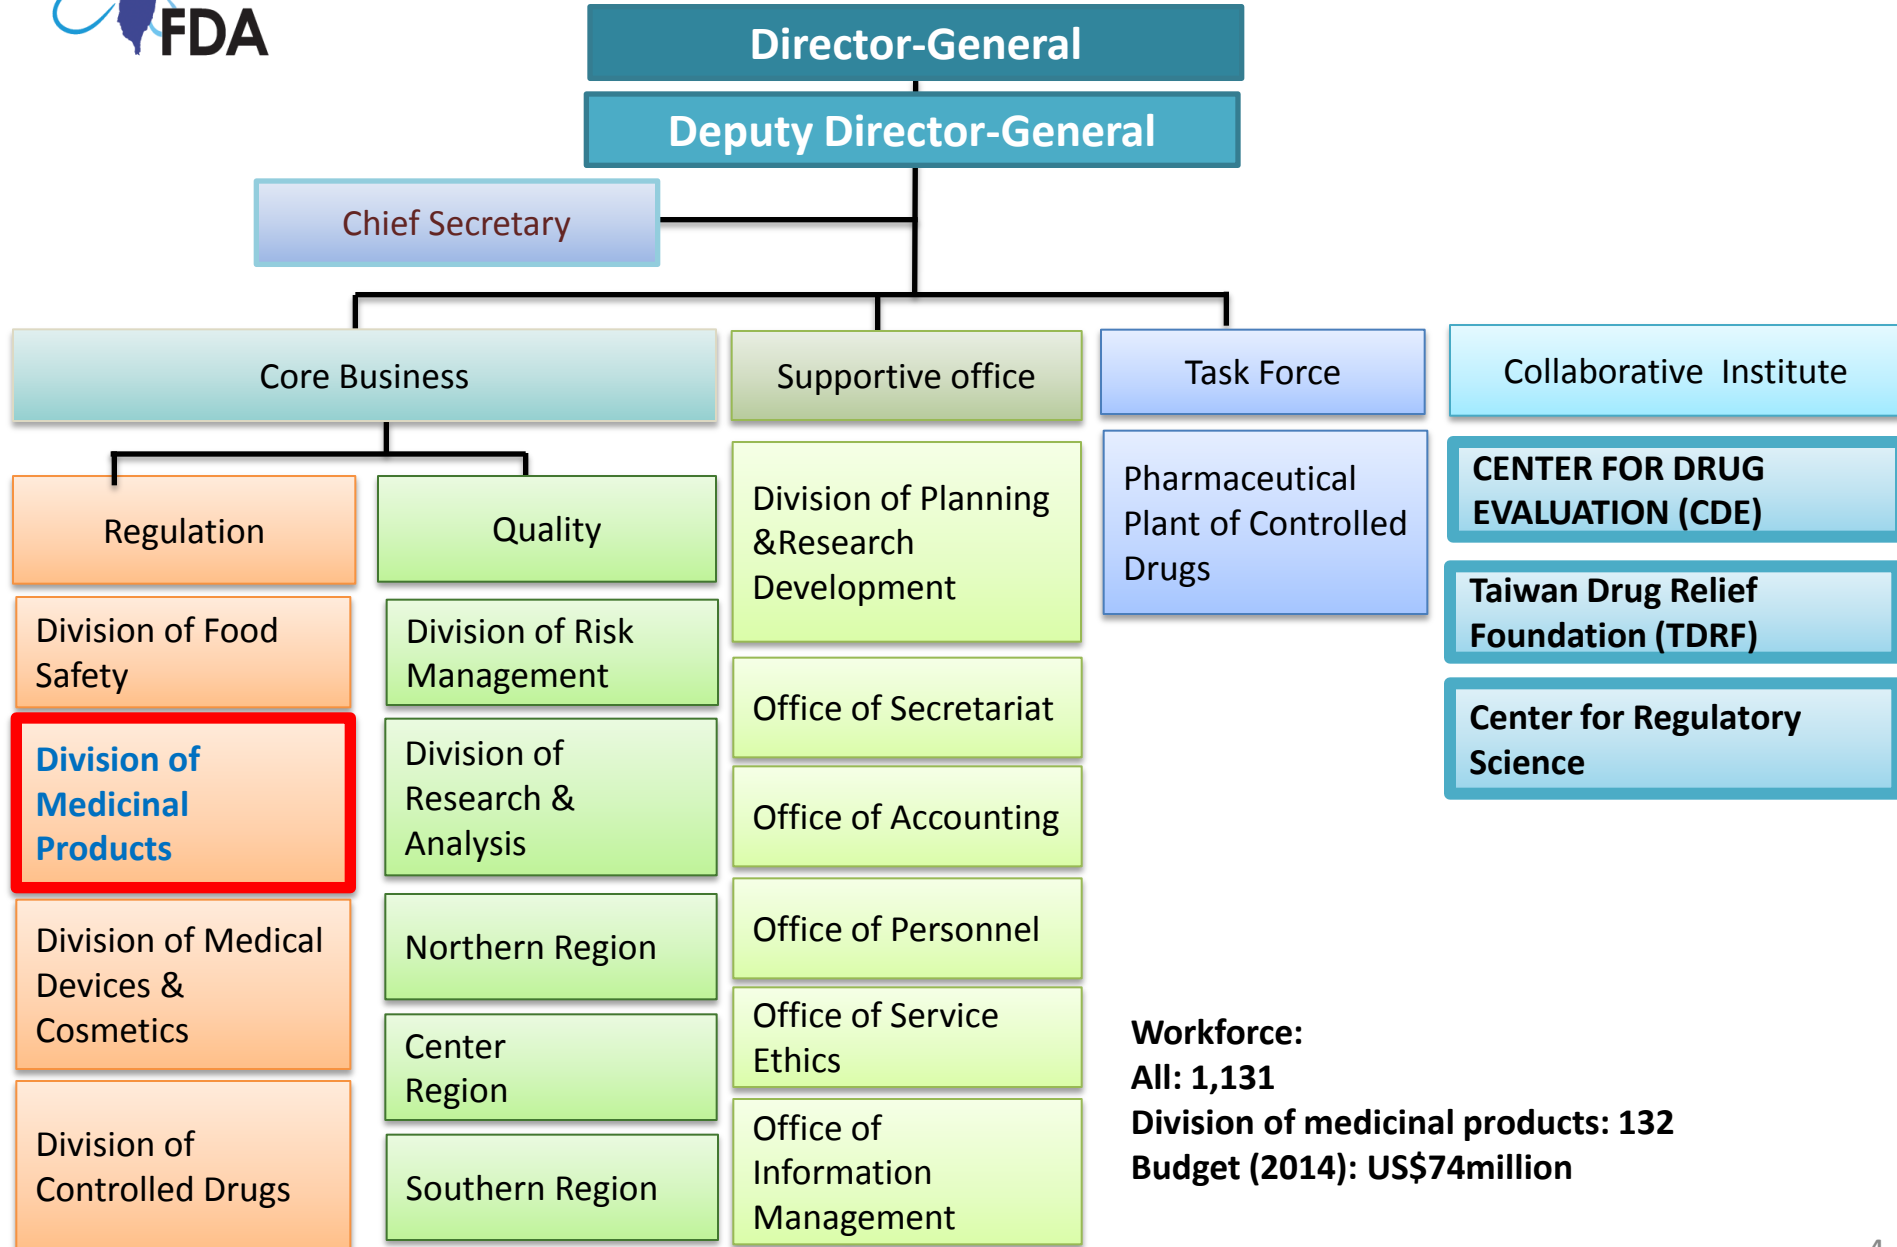 FDA
Director-General
Deputy Director-General
Chief Secretary
Core Business
Supportive office
Task Force
Collaborative Institute
Regulation
Division of Food
Safety
Division of
Medicinal
Products
Division of Medical
Devices &
Cosmetics
Division of
Controlled Drugs
Quality
Division of Risk
Management
Division of
Research &
Analysis
Northern Region
Center
Region
Southern Region
Division of Planning
&Research
Development
Office of Secretariat
Office of Accounting
Office of Personnel
Office of Service
Ethics
Office of
Information
Management
Pharmaceutical
Plant of Controlled
Drugs
CENTER FOR DRUG
EVALUATION (CDE)
Taiwan Drug Relief
Foundation (TDRF)
Center for Regulatory
Science
Workforce:
All: 1,131
Division of medicinal products: 132
Budget (2014): US$74million